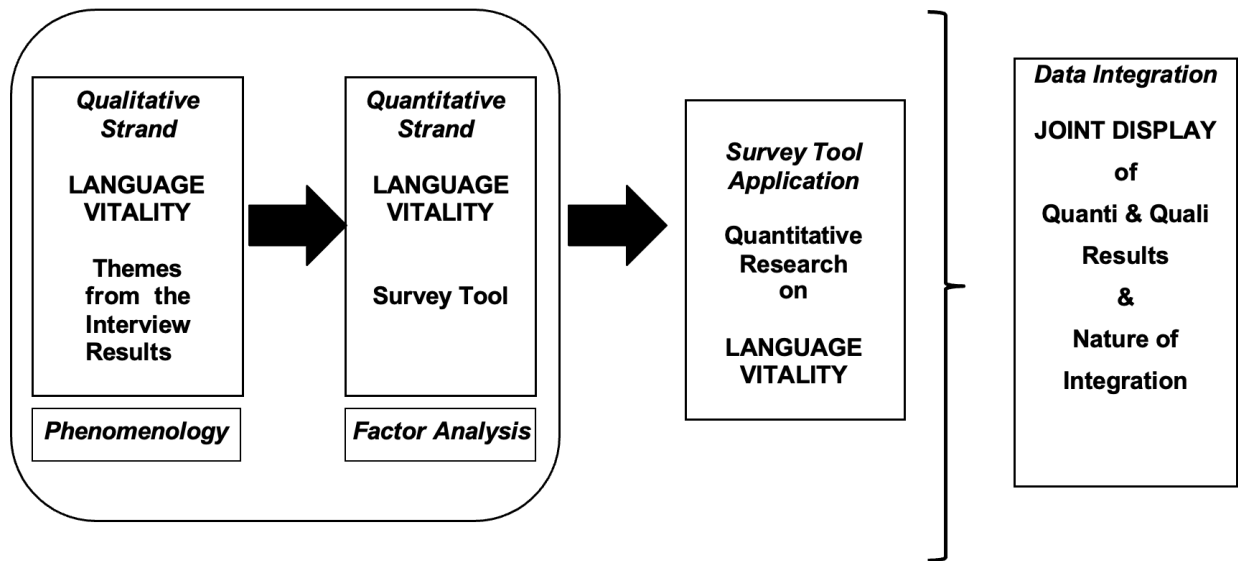 Qualitative
Strand
LANGUAGE
VITALITY
Themes
from the
Interview
Results
Phenomenology
Quantitative
Strand
LANGUAGE
VITALITY
Survey Tool
Factor Analysis
Survey Tool
Application
Quantitative
Research
on
LANGUAGE
VITALITY
Data Integration
JOINT DISPLAY
of
Quanti & Quali
Results
&
Nature of
Integration